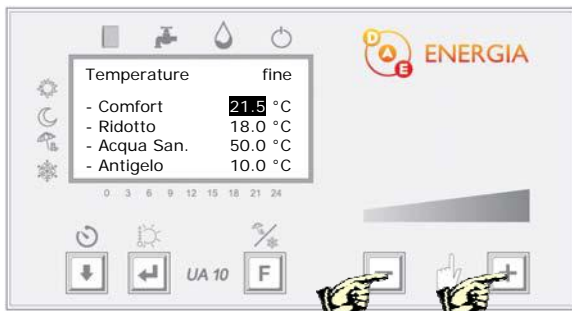 D A E ENERGIA
Temperature fine
- Comfort 21.5 °C
- Ridotto 18.0 °C
- Acqua San. 50.0 °C
- Antigelo 10.0 °C
0 3 6 9 12 15 18 21 24
UA 10 F - +